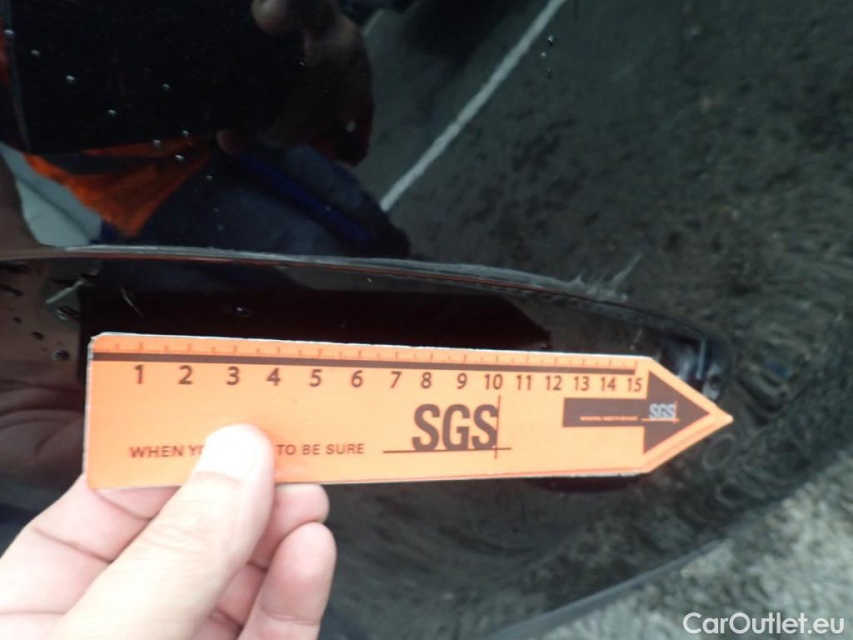 1 2 3 4 5 6 7 8 9 10 11 12 13 14 15
SGS
SGS
WHEN TO BE SURE
CarOutlet.eu